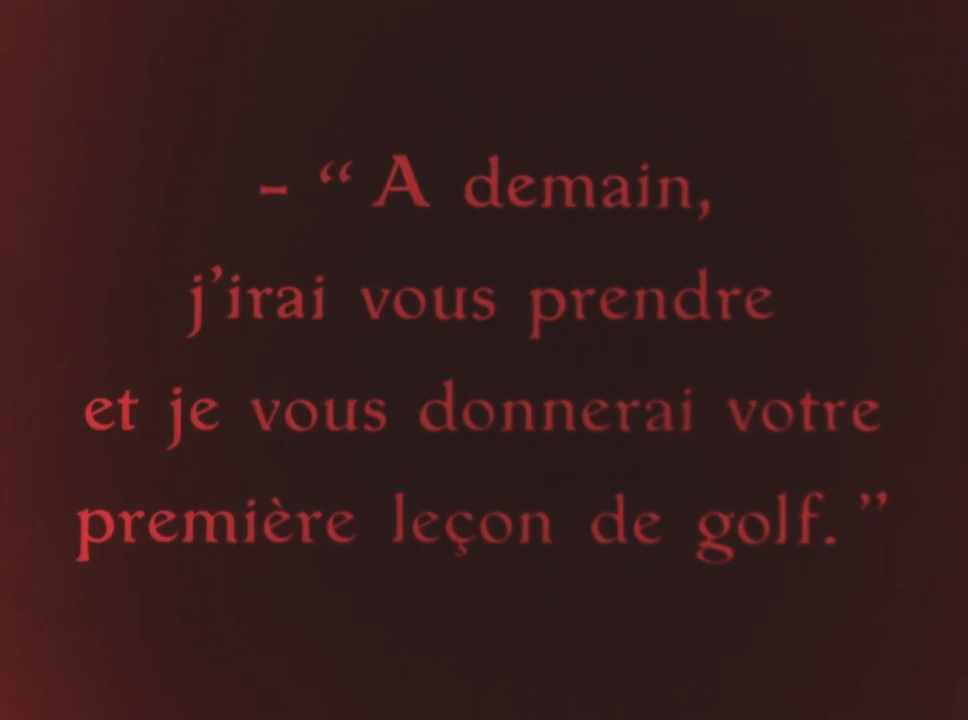 - “ A demain,
j’irai vous prendre
et je vous donnerai votre
première leçon de golf. ”